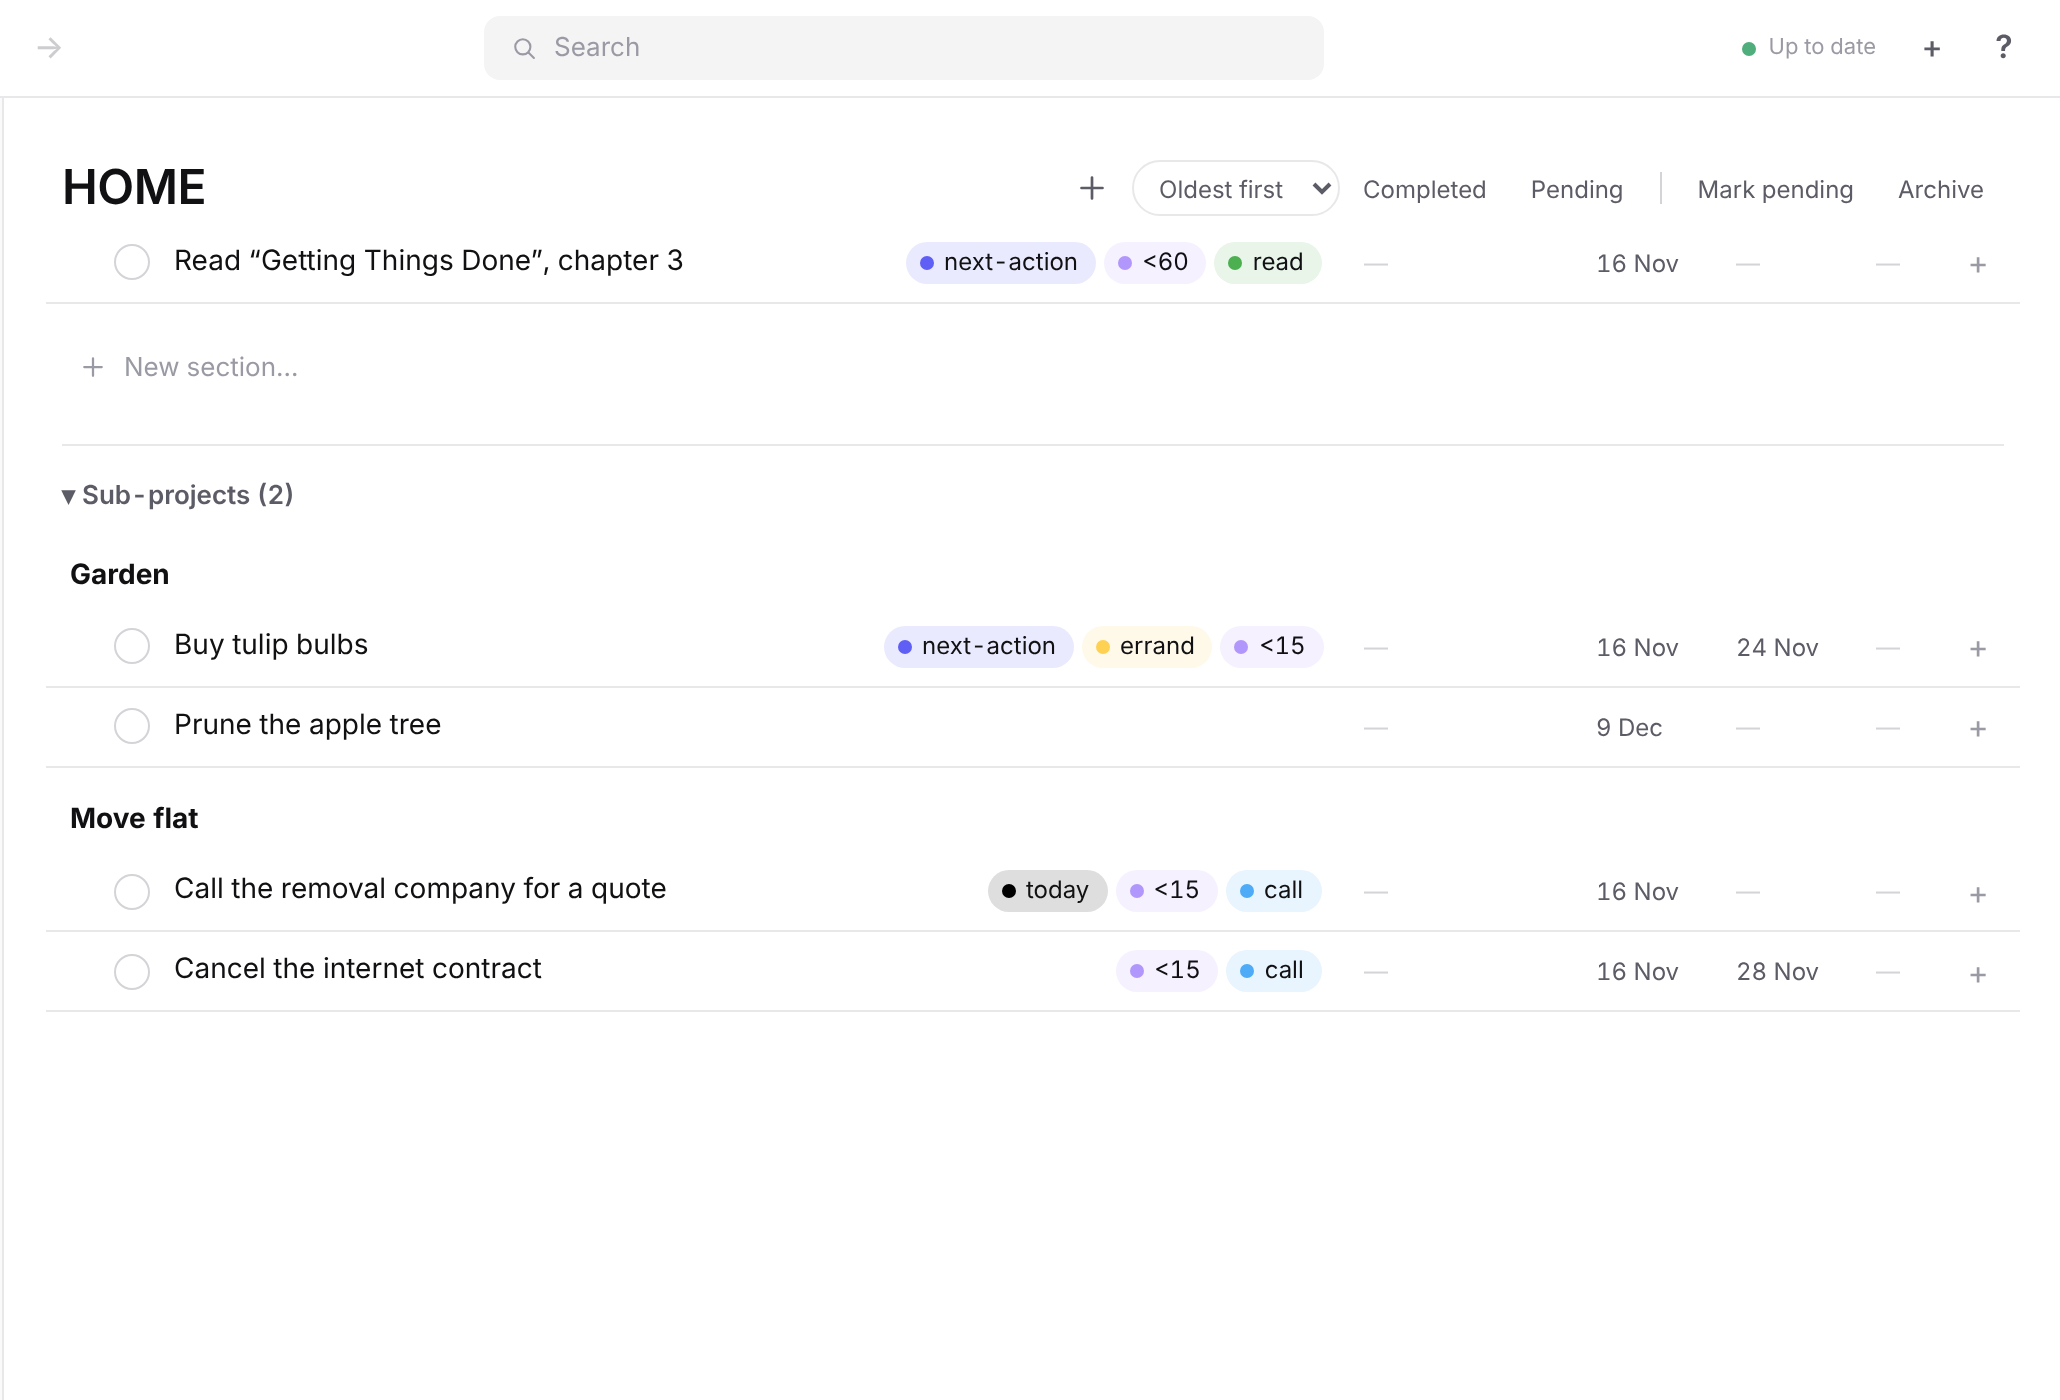 → Search Up to date + ?
HOME + Oldest first Completed Pending Mark pending Archive
Read “Getting Things Done”, chapter 3 next-action <60 read — 16 Nov — — +
+ New section...
▾ Sub-projects (2)
Garden
Buy tulip bulbs next-action errand <15 — 16 Nov 24 Nov — +
Prune the apple tree — 9 Dec — — +
Move flat
Call the removal company for a quote today <15 call — 16 Nov — — +
Cancel the internet contract <15 call — 16 Nov 28 Nov — +